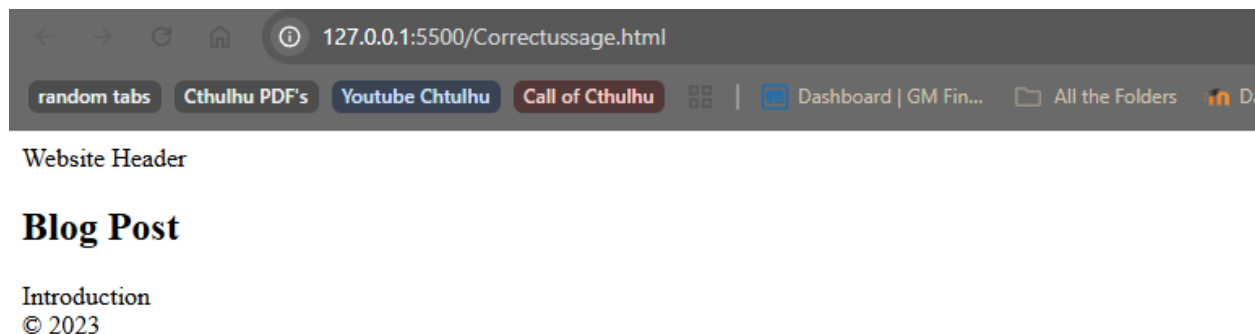 127.0.0.1:5500/Correctussage.html
random tabs Cthulhu PDF's Youtube Chtulhu Call of Cthulhu Dashboard | GM Fin... All the Folders D
Website Header
Blog Post
Introduction
© 2023